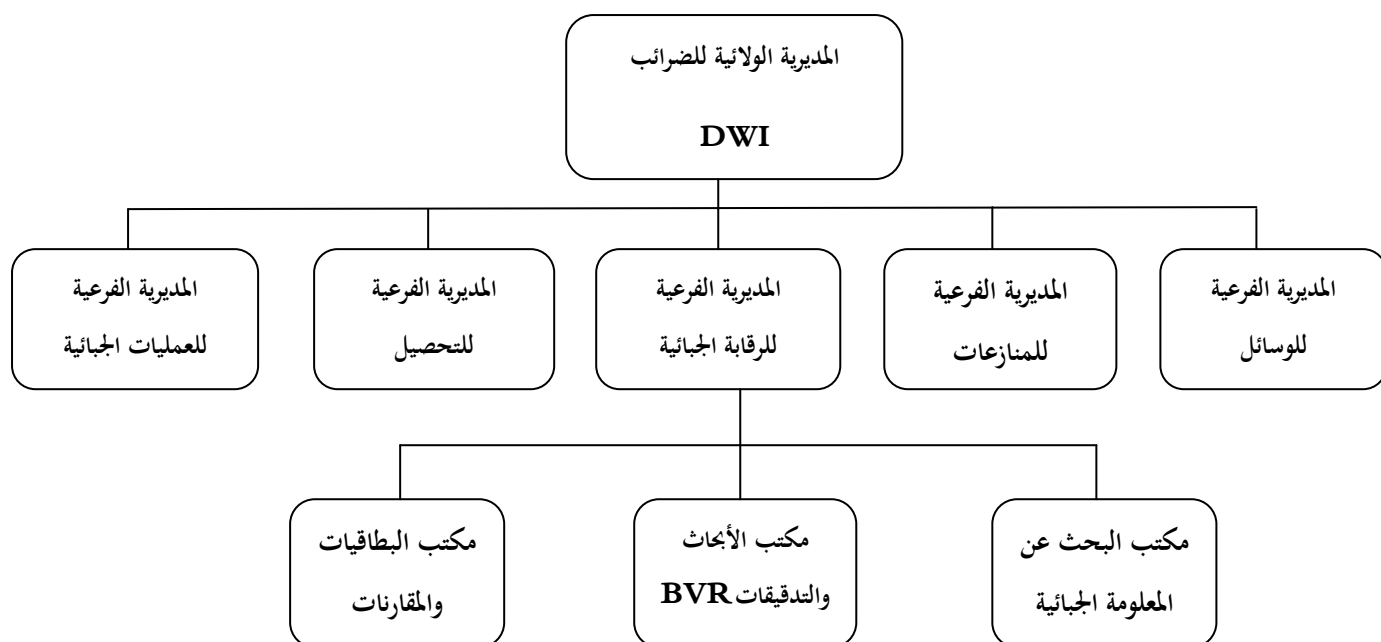 المديرية الولائية للضرائب
DWI
المديرية الفرعية
للوسائل
المديرية الفرعية
للمنازعات
المديرية الفرعية
للرقابة الجبائية
المديرية الفرعية
للتحصيل
المديرية الفرعية
للعمليات الجبائية
مكتب البحث عن
المعلومة الجبائية
مكتب الأبحاث
والتدقيقات BVR
مكتب البطاقيات
والمقارنات